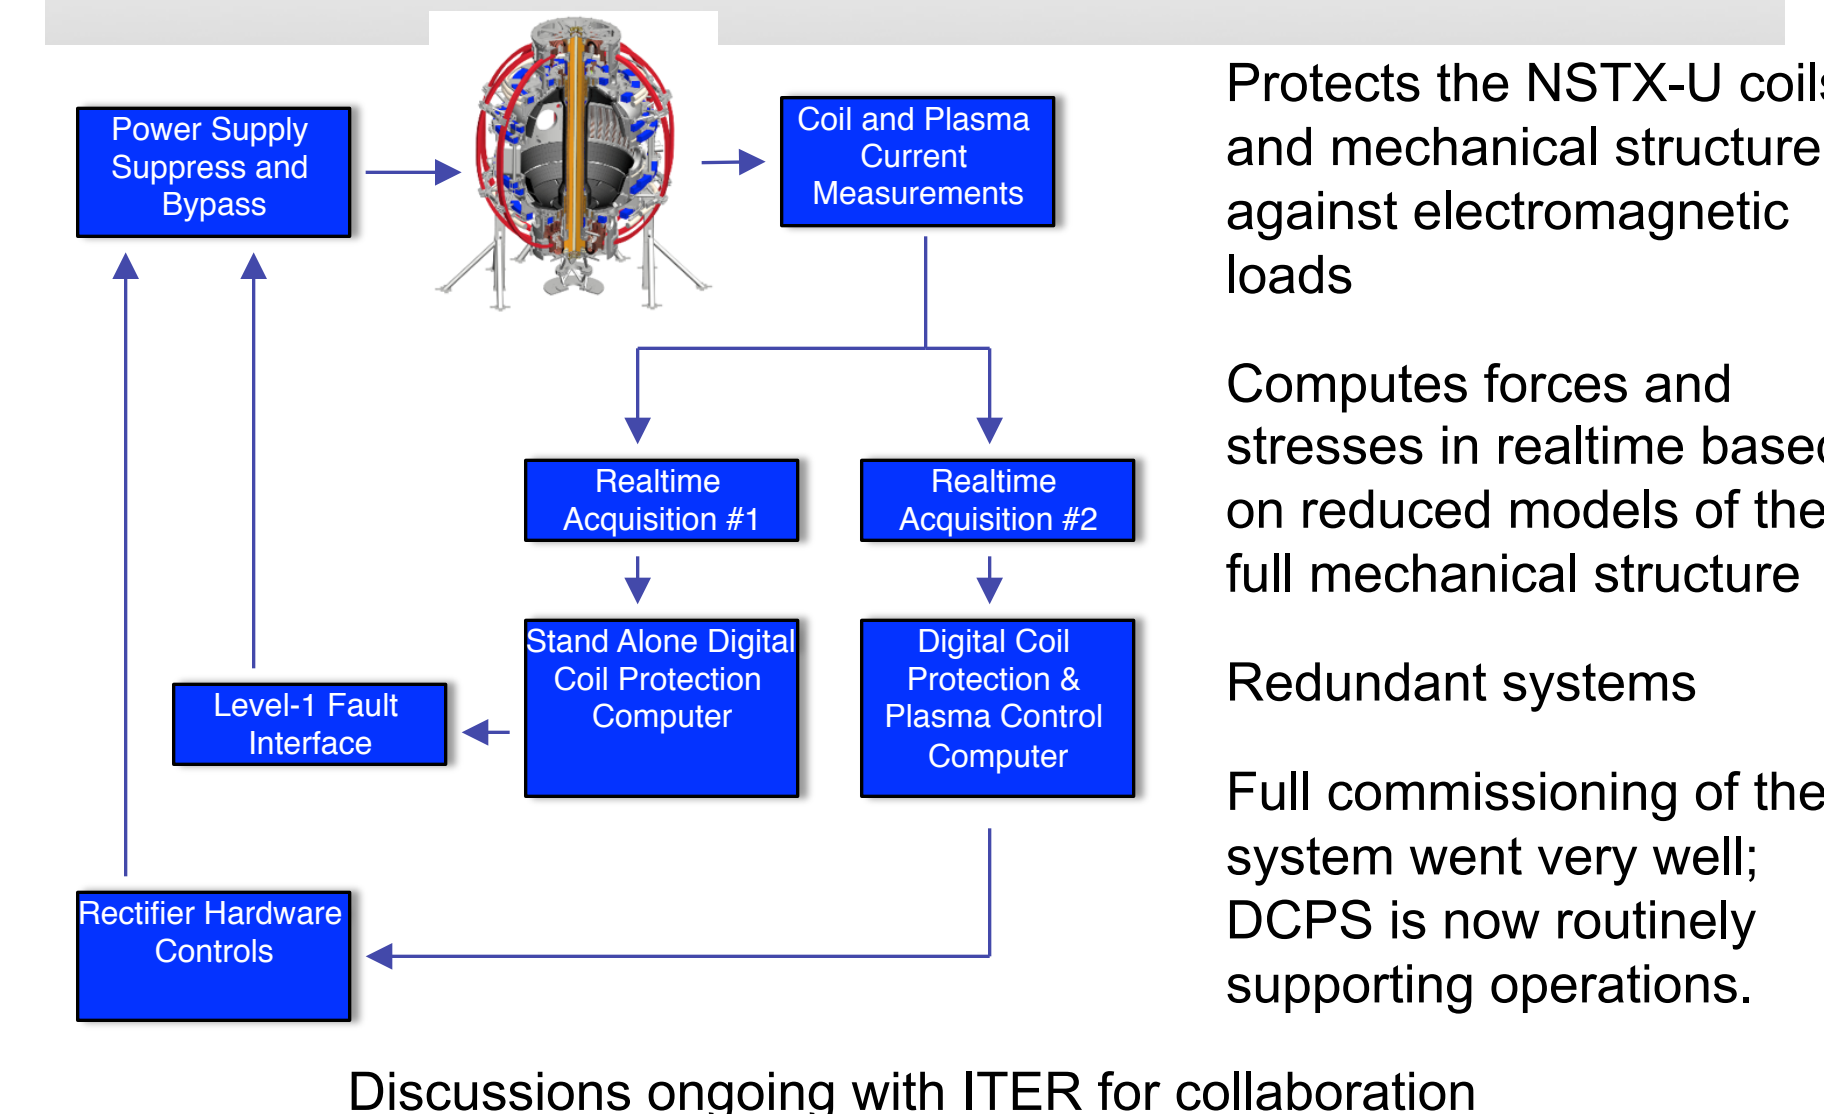 Power Supply
Suppress and
Bypass
Coil and Plasma
Current
Measurements
Realtime
Acquisition #1
Realtime
Acquisition #2
Stand Alone Digital
Coil Protection
Computer
Digital Coil
Protection &
Plasma Control
Computer
Level-1 Fault
Interface
Rectifier Hardware
Controls
Protects the NSTX-U coils
and mechanical structure
against electromagnetic
loads
Computes forces and
stresses in realtime based
on reduced models of the
full mechanical structure
Redundant systems
Full commissioning of the
system went very well;
DCPS is now routinely
supporting operations.
Discussions ongoing with ITER for collaboration